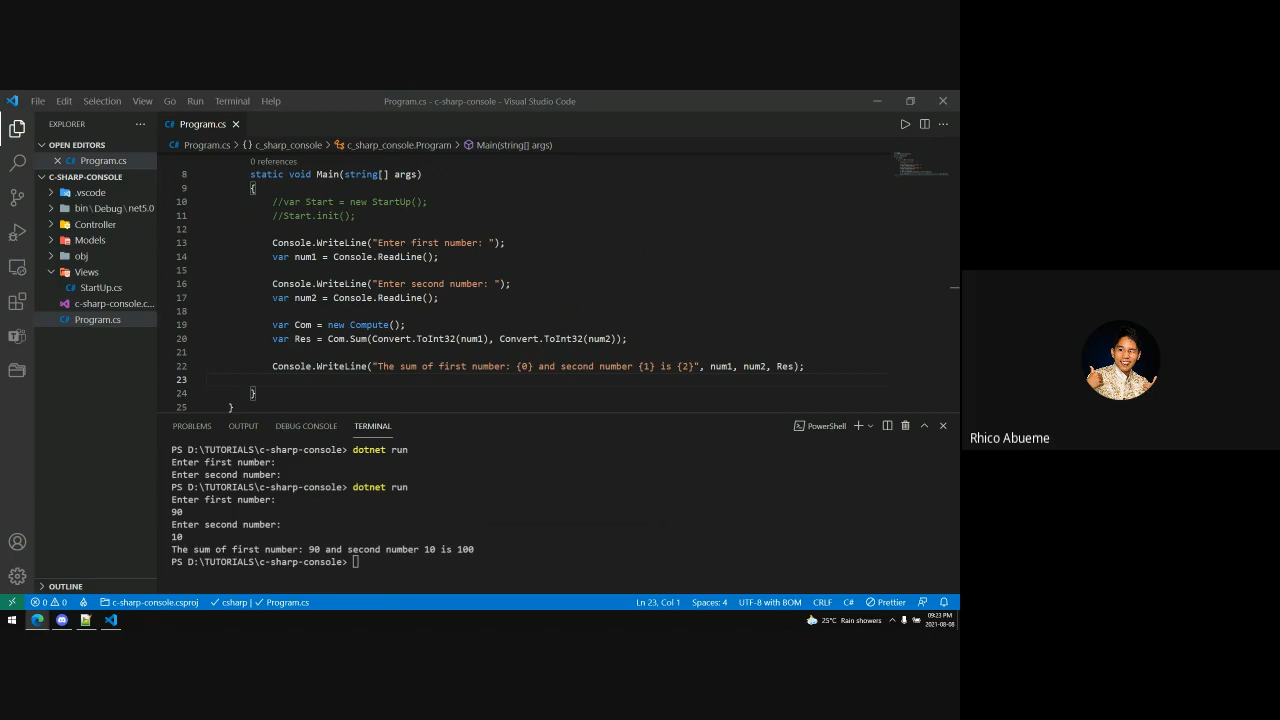 File Edit Selection View Go Run Terminal Help
Program.cs - c-sharp-console - Visual Studio Code
EXPLORER
OPEN EDITORS
Program.cs
C-SHARP-CONSOLE
.vscode
bin\Debug\net5.0
Controller
Models
obj
Views
StartUp.cs
c-sharp-console.c...
Program.cs
OUTLINE
Program.cs
Program.cs > {} c_sharp_console > c_sharp_console.Program > Main(string[] args)
0 references
8 static void Main(string[] args)
9 {
10 //var Start = new StartUp();
11 //Start.init();
12
13 Console.WriteLine("Enter first number: ");
14 var num1 = Console.ReadLine();
15
16 Console.WriteLine("Enter second number: ");
17 var num2 = Console.ReadLine();
18
19 var Com = new Compute();
20 var Res = Com.Sum(Convert.ToInt32(num1), Convert.ToInt32(num2));
21
22 Console.WriteLine("The sum of first number: {0} and second number {1} is {2}", num1, num2, Res);
23
24 }
25 }
PROBLEMS OUTPUT DEBUG CONSOLE TERMINAL
PowerShell
PS D:\TUTORIALS\c-sharp-console> dotnet run
Enter first number:
Enter second number:
PS D:\TUTORIALS\c-sharp-console> dotnet run
Enter first number:
90
Enter second number:
10
The sum of first number: 90 and second number 10 is 100
PS D:\TUTORIALS\c-sharp-console>
0 0 c-sharp-console.csproj csharp | Program.cs
Ln 23, Col 1 Spaces: 4 UTF-8 with BOM CRLF C# Prettier
25°C Rain showers
09:23 PM
2021-08-08
Rhico Abueme